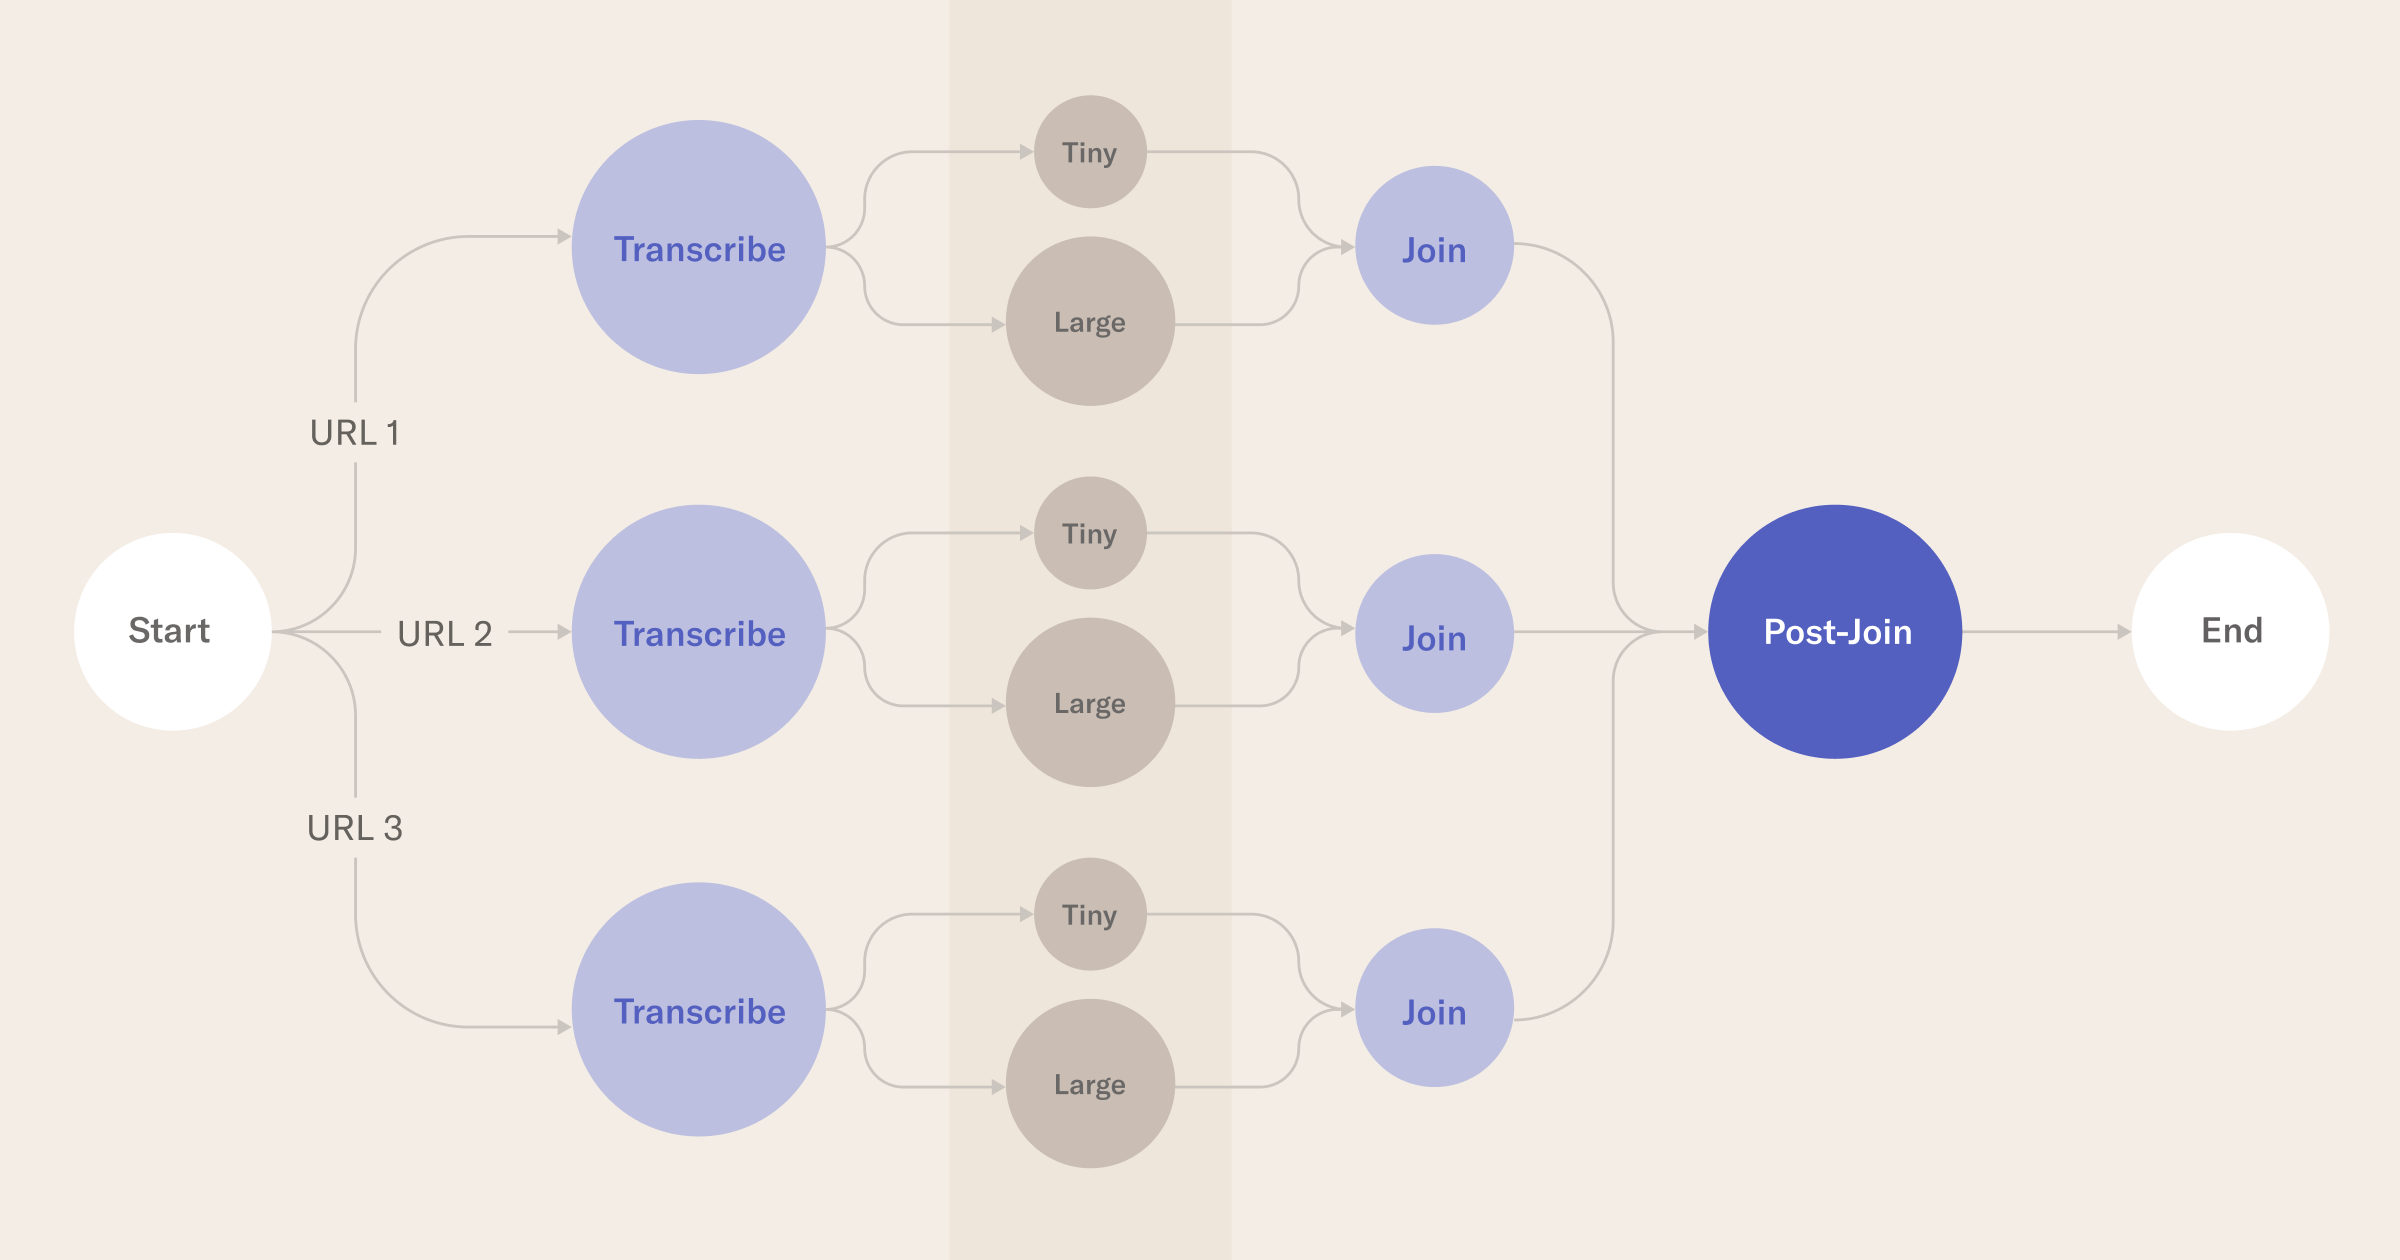 Start
URL 1
URL 2
URL 3
Transcribe
Tiny
Large
Join
Transcribe
Tiny
Large
Join
Transcribe
Tiny
Large
Join
Post-Join
End